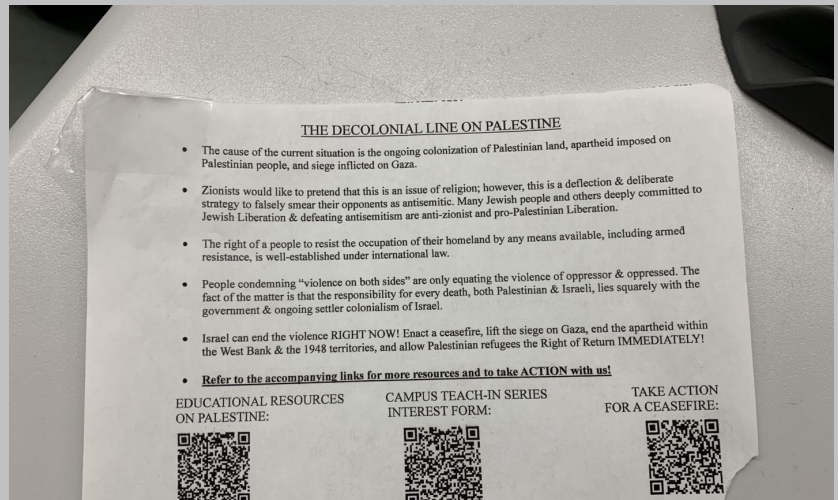 THE DECOLONIAL LINE ON PALESTINE
• The cause of the current situation is the ongoing colonization of Palestinian land, apartheid imposed on
Palestinian people, and siege inflicted on Gaza.
• Zionists would like to pretend that this is an issue of religion; however, this is a deflection & deliberate
strategy to falsely smear their opponents as antisemitic. Many Jewish people and others deeply committed to
Jewish Liberation & defeating antisemitism are anti-zionist and pro-Palestinian Liberation.
• The right of a people to resist the occupation of their homeland by any means available, including armed
resistance, is well-established under international law.
• People condemning “violence on both sides” are only equating the violence of oppressor & oppressed. The
fact of the matter is that the responsibility for every death, both Palestinian & Israeli, lies squarely with the
government & ongoing settler colonialism of Israel.
• Israel can end the violence RIGHT NOW! Enact a ceasefire, lift the siege on Gaza, end the apartheid within
the West Bank & the 1948 territories, and allow Palestinian refugees the Right of Return IMMEDIATELY!
• Refer to the accompanying links for more resources and to take ACTION with us!
EDUCATIONAL RESOURCES
ON PALESTINE:
CAMPUS TEACH-IN SERIES
INTEREST FORM:
TAKE ACTION
FOR A CEASEFIRE: